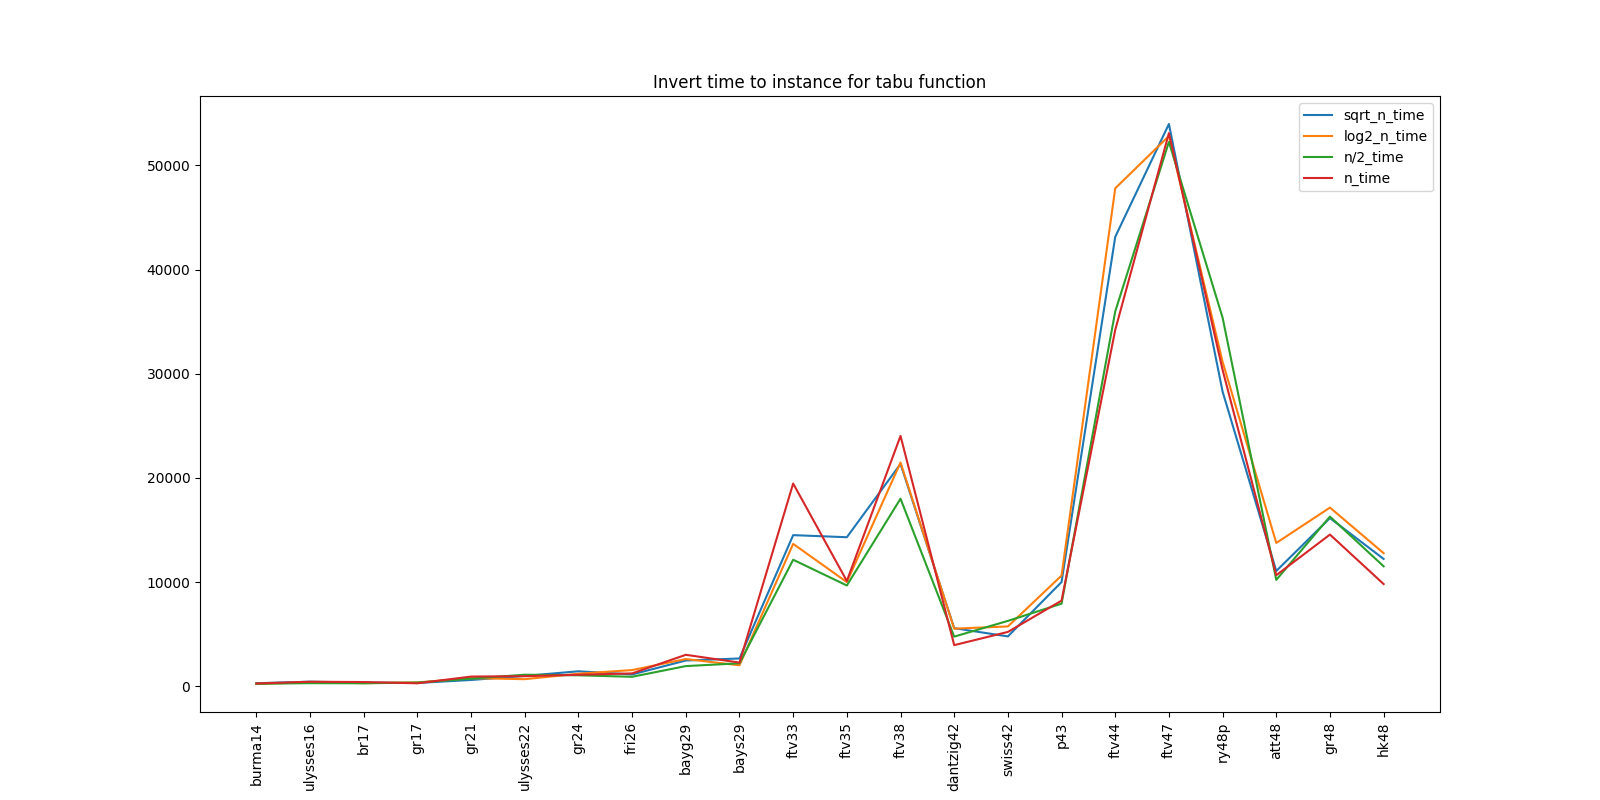 Invert time to instance for tabu function
sqrt_n_time
log2_n_time
n/2_time
n_time
50000
40000
30000
20000
10000
0
burma14
ulysses16
br17
gr17
gr21
ulysses22
gr24
fri26
bayg29
bays29
ftv33
ftv35
ftv38
dantzig42
swiss42
p43
ftv44
ftv47
ry48p
att48
gr48
hk48